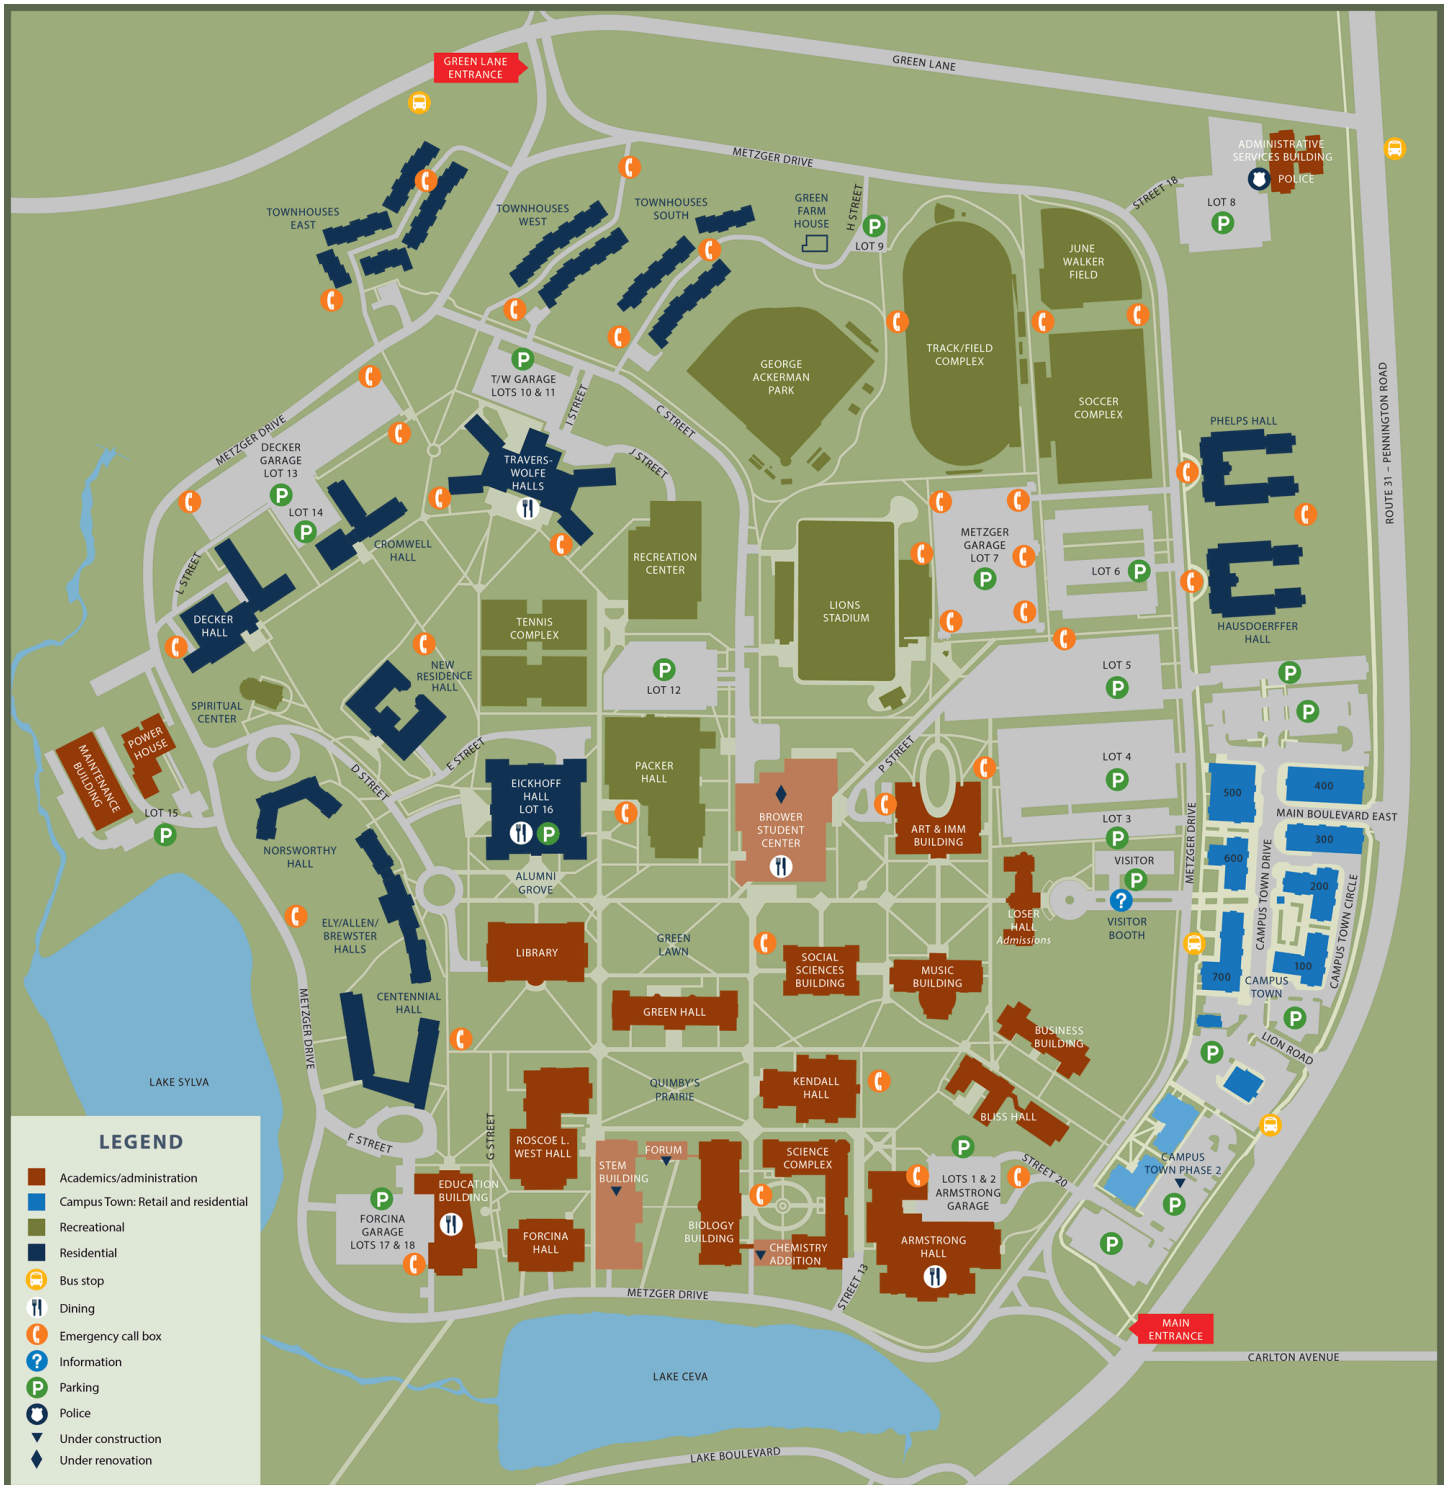 GREEN LANE
ENTRANCE
GREEN LANE
METZGER DRIVE
ADMINISTRATIVE
SERVICES BUILDING
POLICE
STREET 18
LOT 8
P
TOWNHOUSES
EAST
TOWNHOUSES
WEST
TOWNHOUSES
SOUTH
GREEN
FARM
HOUSE
H STREET
P
LOT 9
JUNE
WALKER
FIELD
TRACK/FIELD
COMPLEX
GEORGE
ACKERMAN
PARK
SOCCER
COMPLEX
P
T/W GARAGE
LOTS 10 & 11
I STREET
C STREET
J STREET
METZGER DRIVE
DECKER
GARAGE
LOT 13
P
LOT 14
P
TRAVERS-
WOLFE
HALLS
PHELPS HALL
ROUTE 31 – PENNINGTON ROAD
CROMWELL
HALL
L STREET
RECREATION
CENTER
METZGER
GARAGE
LOT 7
P
LOT 6
P
DECKER
HALL
TENNIS
COMPLEX
LIONS
STADIUM
HAUSDOERFFER
HALL
NEW
RESIDENCE
HALL
P
LOT 12
LOT 5
P
P
P
SPIRITUAL
CENTER
POWER
HOUSE
MAINTENANCE
BUILDING
LOT 15
P
D STREET
E STREET
EICKHOFF
HALL
LOT 16
P
PACKER
HALL
P STREET
BROWER
STUDENT
CENTER
ART & IMM
BUILDING
LOT 4
P
LOT 3
P
VISITOR
P
?
VISITOR
BOOTH
METZGER DRIVE
500
400
MAIN BOULEVARD EAST
300
600
200
700
100
CAMPUS TOWN DRIVE
CAMPUS TOWN CIRCLE
CAMPUS
TOWN
P
P
LION ROAD
NORSWORTHY
HALL
ALUMNI
GROVE
ELY/ALLEN/
BREWSTER
HALLS
LIBRARY
GREEN
LAWN
LOSER
HALL
Admissions
SOCIAL
SCIENCES
BUILDING
MUSIC
BUILDING
CENTENNIAL
HALL
GREEN HALL
BUSINESS
BUILDING
METZGER DRIVE
LAKE SYLVA
QUIMBY'S
PRAIRIE
KENDALL
HALL
BLISS HALL
F STREET
G STREET
ROSCOE L.
WEST HALL
STEM
BUILDING
FORUM
SCIENCE
COMPLEX
P
LOTS 1 & 2
ARMSTRONG
GARAGE
STREET 20
CAMPUS
TOWN PHASE 2
P
P
EDUCATION
BUILDING
P
FORCINA
GARAGE
LOTS 17 & 18
FORCINA
HALL
BIOLOGY
BUILDING
CHEMISTRY
ADDITION
ARMSTRONG
HALL
STREET 13
METZGER DRIVE
MAIN
ENTRANCE
CARLTON AVENUE
LAKE CEVA
LAKE BOULEVARD
LEGEND
Academics/administration
Campus Town: Retail and residential
Recreational
Residential
Bus stop
Dining
Emergency call box
? Information
P Parking
Police
Under construction
Under renovation